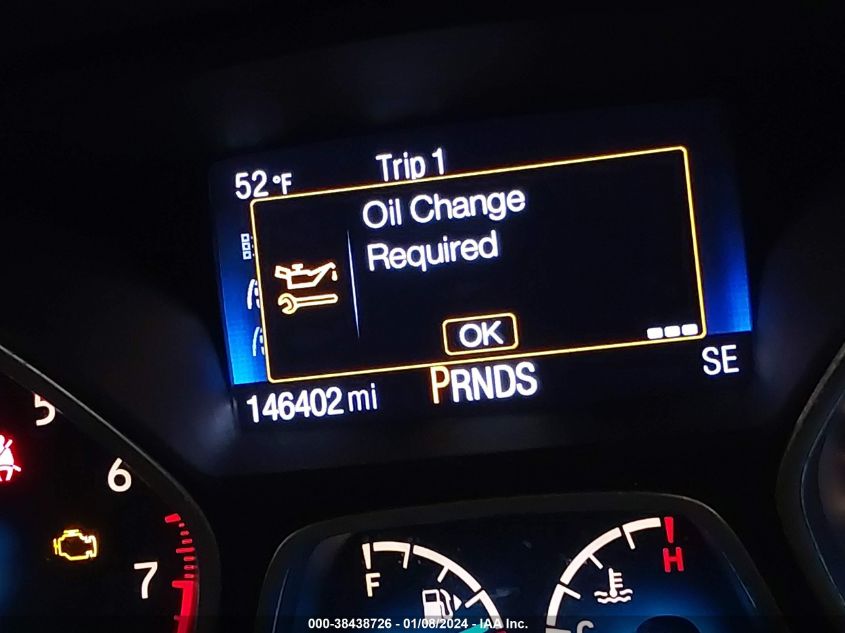 52°F Trip 1
Oil Change
Required
OK
146402 mi PRNDS SE
5
6
7
F H
C
000-38438726 - 01/08/2024 - IAA Inc.